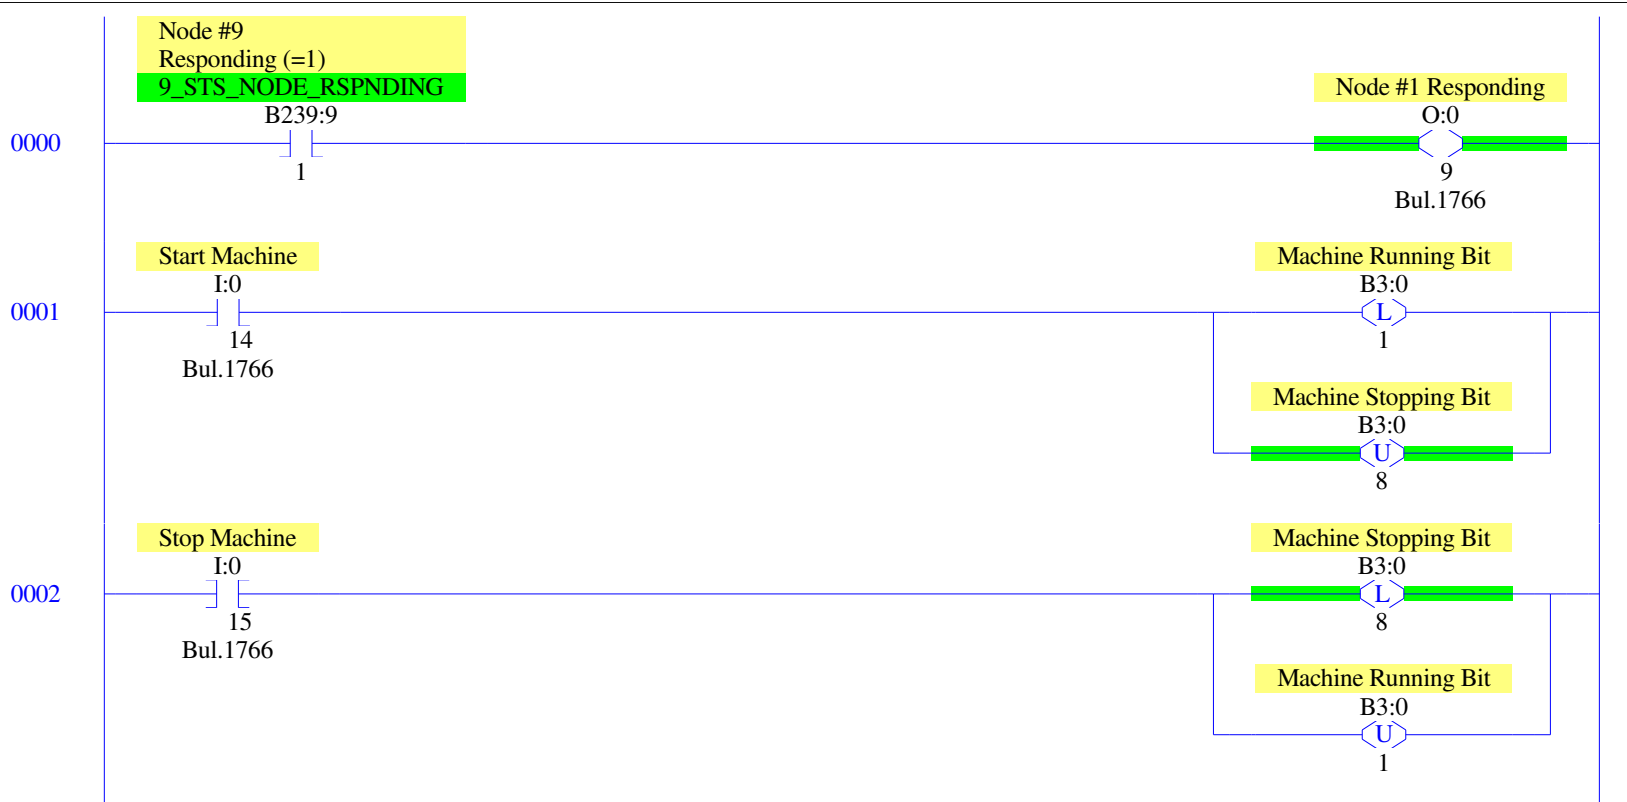 Node #9
Responding (=1)
9_STS_NODE_RSPNDING
B239:9
1
Node #1 Responding
O:0
9
Bul.1766
0000
Start Machine
I:0
14
Bul.1766
Machine Running Bit
B3:0
L
1
0001
Machine Stopping Bit
B3:0
U
8
Stop Machine
I:0
15
Bul.1766
Machine Stopping Bit
B3:0
L
8
0002
Machine Running Bit
B3:0
U
1